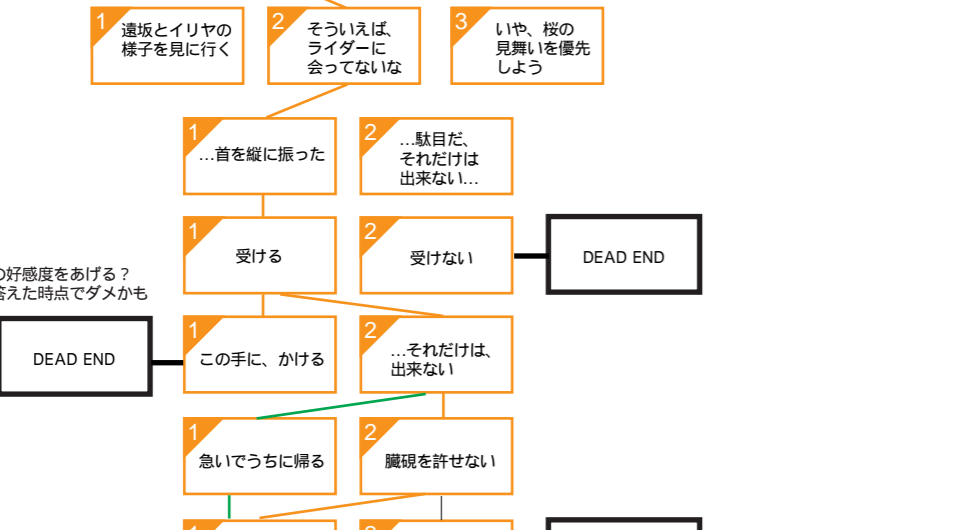 1
遠坂とイリヤの
様子を見に行く
2
そういえば、
ライダーに
会ってないな
3
いや、桜の
見舞いを優先
しよう
1
…首を縦に振った
2
…駄目だ、
それだけは
出来ない…
1
受ける
2
受けない
DEAD END
の好感度をあげる？
答えた時点でダメかも
DEAD END
1
この手に、かける
2
…それだけは、
出来ない
1
急いでうちに帰る
2
臓硯を許せない